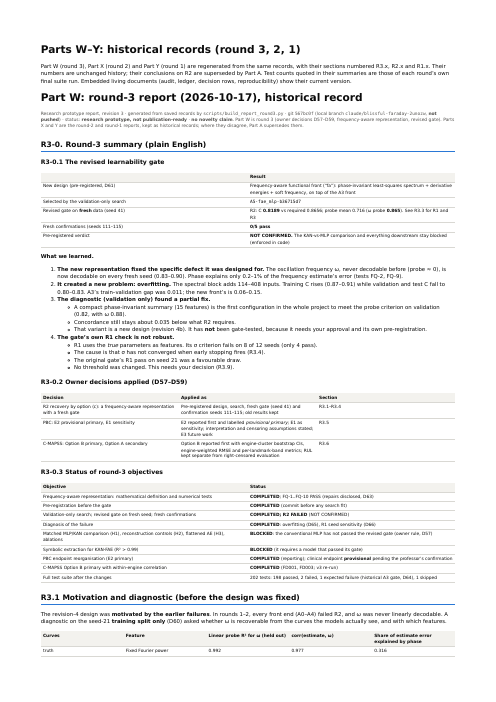 Parts W–Y: historical records (round 3, 2, 1)
Part W (round 3), Part X (round 2) and Part Y (round 1) are regenerated from the same records, with their sections numbered R3.x, R2.x and R1.x. Their
numbers are unchanged history; their conclusions on R2 are superseded by Part A. Test counts quoted in their summaries are those of each round's own
final suite run. Embedded living documents (audit, ledger, decision rows, reproducibility) show their current version.
Part W: round-3 report (2026-10-17), historical record
Research prototype report, revision 3 · generated from saved records by scripts/build_report_round3.py · git
pushed · status: research prototype, not publication-ready · no novelty claim. Part W is round 3 (owner decisions D57–D59, frequency-aware representation, revised gate). Parts
X and Y are the round-2 and round-1 reports, kept as historical records; where they disagree, Part A supersedes them.
R3-0. Round-3 summary (plain English)
R3-0.1 The revised learnability gate
Result
New design (pre-registered, D61) Frequency-aware functional front ("fa"): phase-invariant least-squares spectrum + derivative
energies + soft frequency, on top of the A3 front
Selected by the validation-only search
Revised gate on fresh data (seed 41) R2: C 0.8189 vs required 0.8656; probe mean 0.716 (ω probe 0.865). See R3.3 for R1 and
R3
Fresh confirmations (seeds 111–115) 0/5 pass
Pre-registered verdict NOT CONFIRMED. The KAN-vs-MLP comparison and everything downstream stay blocked
(enforced in code)
What we learned.
1. The new representation fixed the specific defect it was designed for. The oscillation frequency ω, never decodable before (probe ≈ 0), is now
decodable on every fresh seed (0.83–0.90). Phase explains only 0.2–1% of the frequency estimate's error (tests FQ-2, FQ-9).
2. It created a new problem: overfitting. The spectral block adds 114–408 inputs. Training C rises (0.87–0.91) while validation and test C fall to
0.80–0.83. A3's train–validation gap was 0.011; the new front's is 0.06–0.15.
3. The diagnostic (validation only) found a partial fix.
A compact phase-invariant summary (15 features) is the first configuration in the whole project to meet the probe criterion on validation
(0.82, with ω 0.88).
Concordance still stays about 0.035 below what R2 requires.
That variant is a new design (revision 4b). It has not been gate-tested, because it needs your approval and its own pre-registration.
4. The gate's own R1 check is not robust.
R1 uses the true parameters as features. Its σ criterion fails on 8 of 12 seeds (only 4 pass).
The cause is that σ has not converged when early stopping fires (R3.4).
The original gate's R1 pass on seed 21 was a favourable draw.
No threshold was changed. This needs your decision (R3.9).
R3-0.2 Owner decisions applied (D57–D59)
Decision Applied as Section
R2 recovery by option (c): a frequency-aware representation Pre-registered design, search, fresh gate (seed 41) and R3.1–R3.4
with a fresh gate confirmation seeds 111–115; old results kept
PBC: E2 provisional primary, E1 sensitivity E2 reported first and labelled provisional primary; E1 as R3.5
sensitivity; interpretation and censoring assumptions stated;
E3 future work
C-MAPSS: Option B primary, Option A secondary Option B reported first with engine-cluster bootstrap CIs, R3.6
engine-weighted RMSE and per-landmark-band metrics; RUL
kept separate from right-censored evaluation
R3-0.3 Status of round-3 objectives
Objective Status
Frequency-aware representation: mathematical definition and numerical tests COMPLETED; FQ-1..FQ-10 PASS (repairs disclosed, D63)
Pre-registration before the gate COMPLETED (commit before any search fit)
Validation-only search; revised gate on fresh seed; fresh confirmations COMPLETED; R2 FAILED (NOT CONFIRMED)
Diagnosis of the failure COMPLETED: overfitting (D65), R1 seed sensitivity (D66)
Matched MLP/KAN comparison (H1), reconstruction controls (H2), flattened AE (H3), BLOCKED: the conventional MLP has not passed the revised gate (owner rule, D57)
ablations
Symbolic extraction for KAN-FAE (R² > 0.99) BLOCKED (it requires a model that passed its gate)
PBC endpoint reorganisation (E2 primary) COMPLETED (reporting); clinical endpoint provisional pending the professor's confirmation
C-MAPSS Option B primary with within-engine correlation COMPLETED (FD001, FD003; v3 re-run)
Full test suite after the changes 202 tests: 198 passed, 2 failed, 1 expected failure (historical A3 gate, D64), 1 skipped
R3.1 Motivation and diagnostic (before the design was fixed)
The revision-4 design was motivated by the earlier failures. In rounds 1–2, every front end (A0–A4) failed R2, and ω was never linearly decodable. A
diagnostic on the seed-21 training split only (D60) asked whether ω is recoverable from the curves the models actually see, and with which features.
Curves Feature Linear probe R² for ω (held out) corr(estimate, ω) Share of estimate error
explained by phase
truth Fixed Fourier power 0.992 0.977 0.316